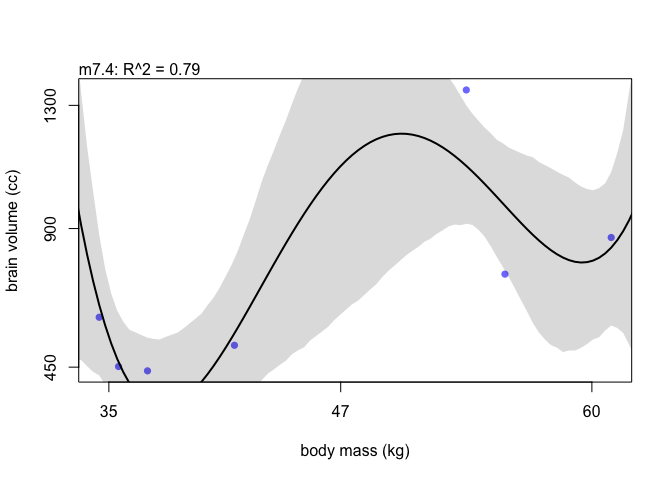 m7.4: R^2 = 0.79
1300
900
450
brain volume (cc)
35 47 60
body mass (kg)